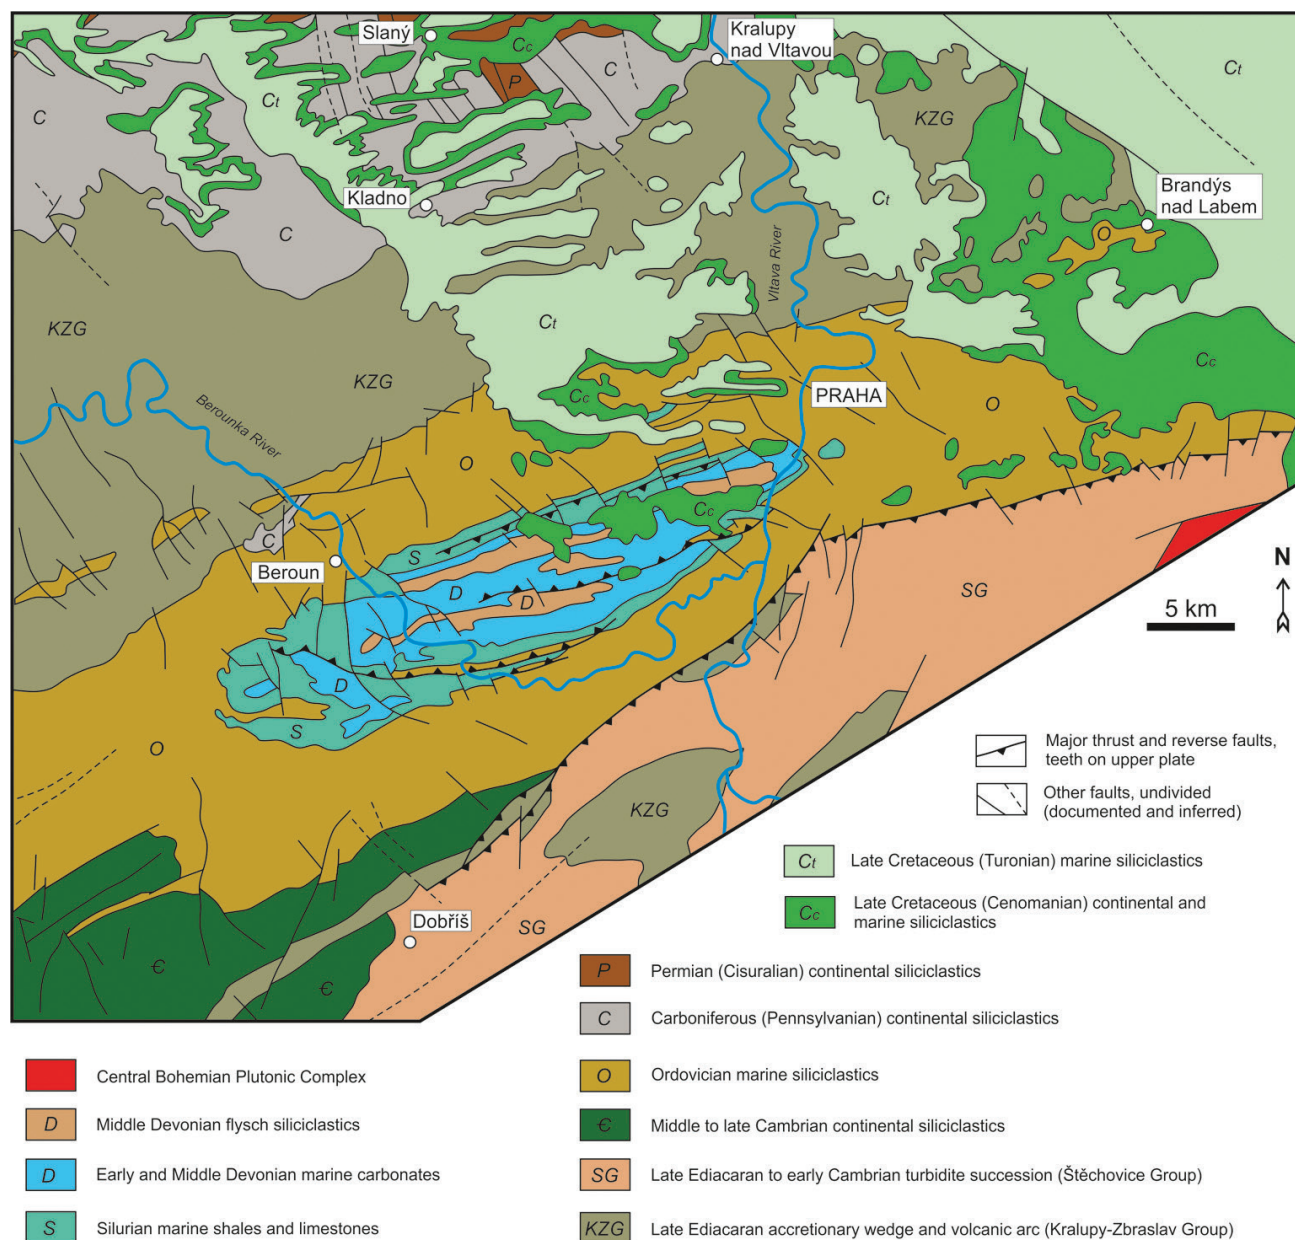 Slaný
Kralupy
nad Vltavou
Cc
Ct
P
C
C
Ct
KZG
Kladno
Brandýs
nad Labem
Ct
O
C
Vltava River
KZG
Ct
Cc
KZG
Cc
PRAHA
O
Berounka River
O
Cc
C
S
Beroun
D
D
SG
N
5 km
D
S
O
KZG
Dobříš
SG
Є
Є
Major thrust and reverse faults,
teeth on upper plate
Other faults, undivided
(documented and inferred)
Ct Late Cretaceous (Turonian) marine siliciclastics
Cc Late Cretaceous (Cenomanian) continental and
marine siliciclastics
P Permian (Cisuralian) continental siliciclastics
C Carboniferous (Pennsylvanian) continental siliciclastics
Central Bohemian Plutonic Complex
O Ordovician marine siliciclastics
D Middle Devonian flysch siliciclastics
Є Middle to late Cambrian continental siliciclastics
D Early and Middle Devonian marine carbonates
SG Late Ediacaran to early Cambrian turbidite succession (Štěchovice Group)
S Silurian marine shales and limestones
KZG Late Ediacaran accretionary wedge and volcanic arc (Kralupy-Zbraslav Group)